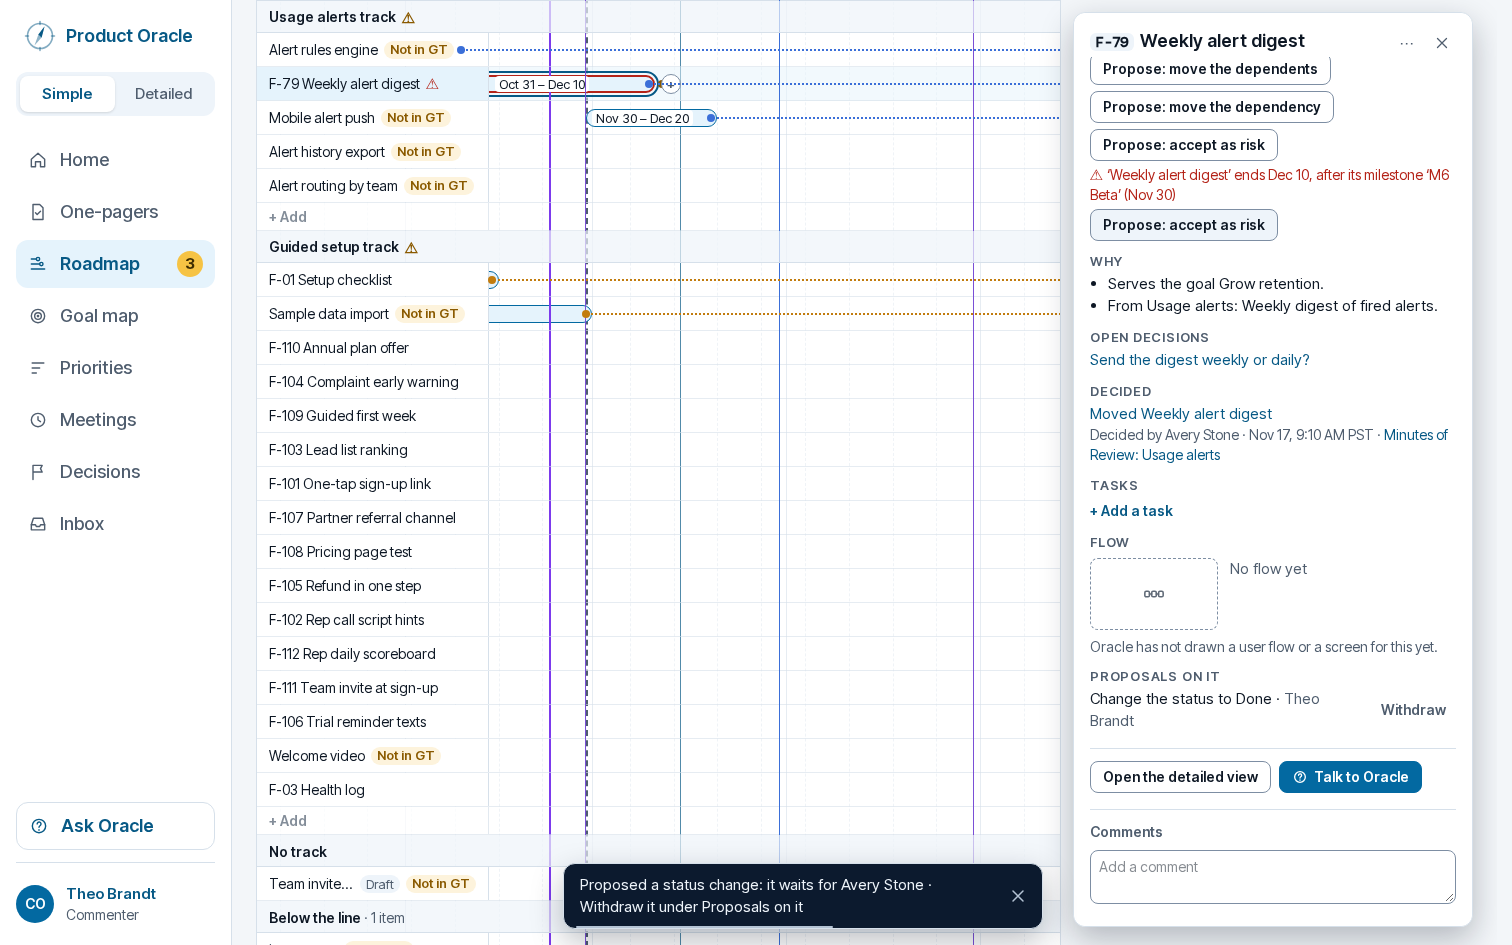 Product Oracle
Simple
Detailed
Home
One-pagers
Roadmap
3
Goal map
Priorities
Meetings
Decisions
Inbox
Ask Oracle
CO
Theo Brandt
Commenter
Usage alerts track ⚠
Alert rules engine Not in GT
F-79 Weekly alert digest ⚠
Oct 31 – Dec 10
Mobile alert push Not in GT
Nov 30 – Dec 20
Alert history export Not in GT
Alert routing by team Not in GT
+ Add
Guided setup track ⚠
F-01 Setup checklist
Sample data import Not in GT
F-110 Annual plan offer
F-104 Complaint early warning
F-109 Guided first week
F-103 Lead list ranking
F-101 One-tap sign-up link
F-107 Partner referral channel
F-108 Pricing page test
F-105 Refund in one step
F-102 Rep call script hints
F-112 Rep daily scoreboard
F-111 Team invite at sign-up
F-106 Trial reminder texts
Welcome video Not in GT
F-03 Health log
+ Add
No track
Team invite... Draft Not in GT
Below the line · 1 item
Proposed a status change: it waits for Avery Stone ·
Withdraw it under Proposals on it
F-79 Weekly alert digest
Propose: move the dependents
Propose: move the dependency
Propose: accept as risk
⚠ ‘Weekly alert digest’ ends Dec 10, after its milestone ‘M6
Beta’ (Nov 30)
Propose: accept as risk
WHY
• Serves the goal Grow retention.
• From Usage alerts: Weekly digest of fired alerts.
OPEN DECISIONS
Send the digest weekly or daily?
DECIDED
Moved Weekly alert digest
Decided by Avery Stone · Nov 17, 9:10 AM PST · Minutes of
Review: Usage alerts
TASKS
+ Add a task
FLOW
No flow yet
Oracle has not drawn a user flow or a screen for this yet.
PROPOSALS ON IT
Change the status to Done · Theo
Brandt
Withdraw
Open the detailed view
Talk to Oracle
Comments
Add a comment